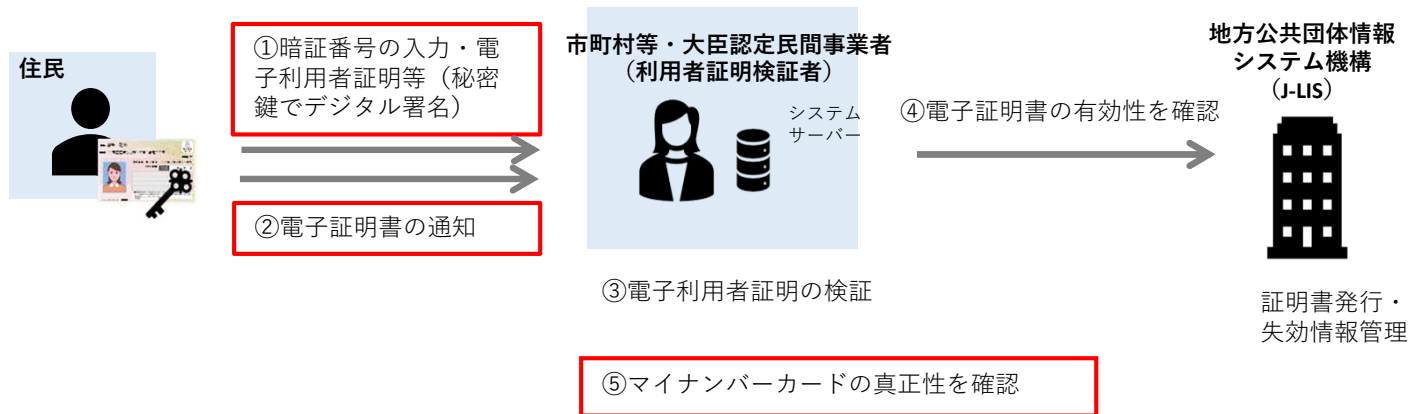 住民
①暗証番号の入力・電
子利用者証明等（秘密
鍵でデジタル署名）
②電子証明書の通知
市町村等・大臣認定民間事業者
（利用者証明検証者）
システム
サーバー
③電子利用者証明の検証
④電子証明書の有効性を確認
地方公共団体情報
システム機構
（J-LIS）
証明書発行・
失効情報管理
⑤マイナンバーカードの真正性を確認